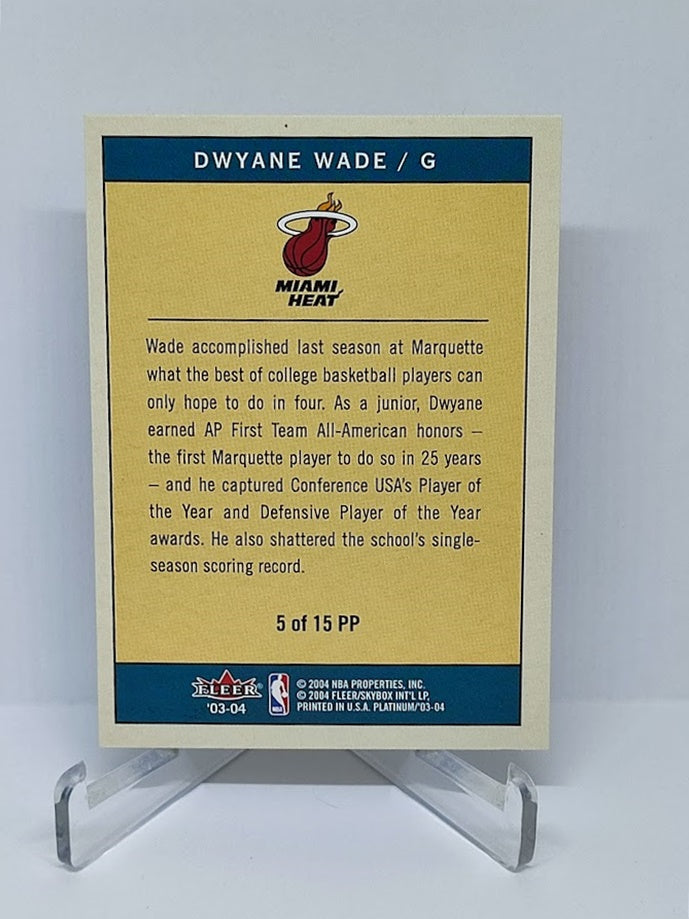 DWYANE WADE / G
MIAMI
HEAT
Wade accomplished last season at Marquette
what the best of college basketball players can
only hope to do in four. As a junior, Dwyane
earned AP First Team All-American honors –
the first Marquette player to do so in 25 years
– and he captured Conference USA's Player of
the Year and Defensive Player of the Year
awards. He also shattered the school's single-
season scoring record.
5 of 15 PP
FLEER®
'03-04
NBA
© 2004 NBA PROPERTIES, INC.
© 2004 FLEER/SKYBOX INT'L LP.
PRINTED IN U.S.A. PLATINUM/'03-04